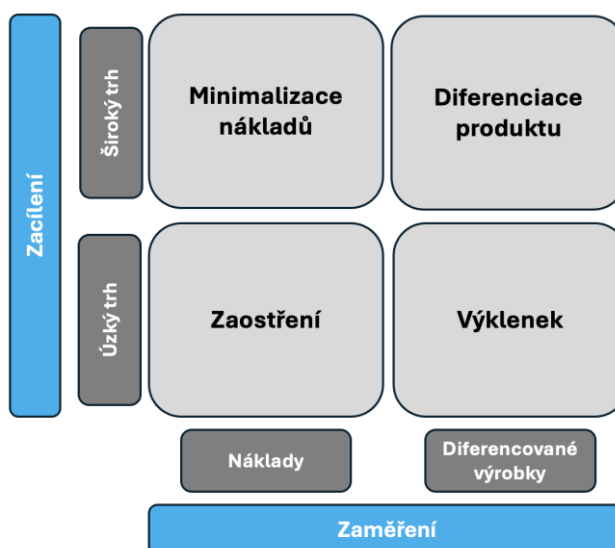 Zacílení
Široký trh
Minimalizace
nákladů
Diferenciace
produktu
Úzký trh
Zaostření
Výklenek
Náklady
Diferencované
výrobky
Zaměření